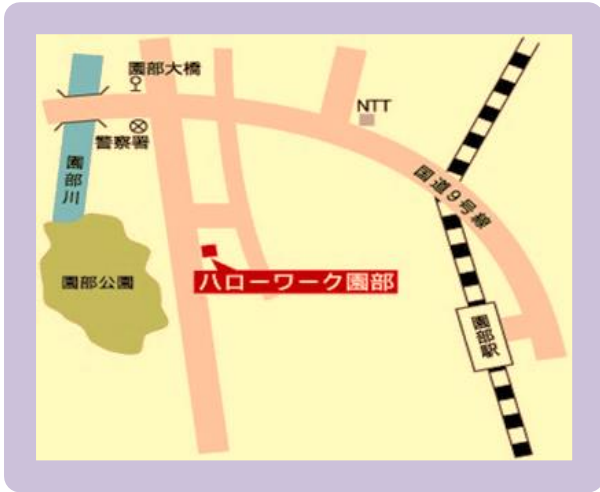 園部大橋
NTT
警察署
園部川
国道9号線
園部公園
ハローワーク園部
園部駅